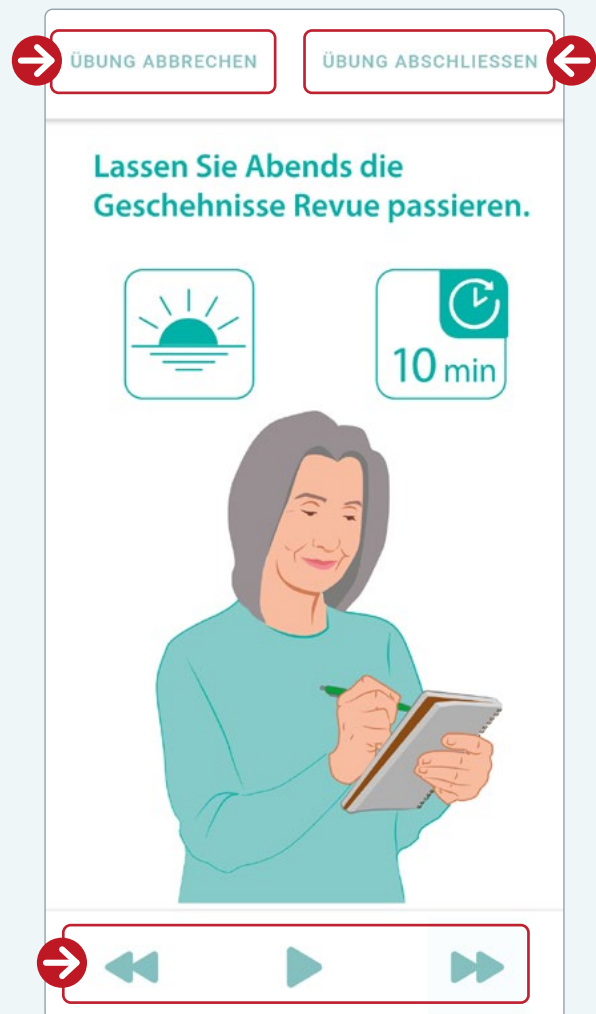 ÜBUNG ABBRECHEN ÜBUNG ABSCHLIESSEN
Lassen Sie Abends die
Geschehnisse Revue passieren.
10 min